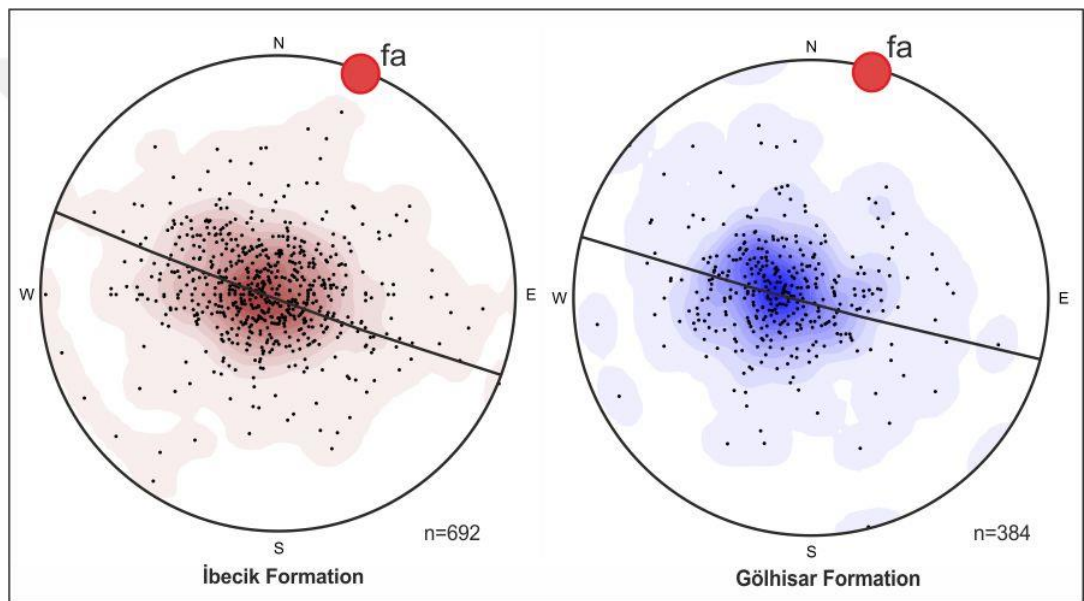 N
fa
W
E
S
n=692
İbecik Formation
N
fa
W
E
S
n=384
Gölhisar Formation